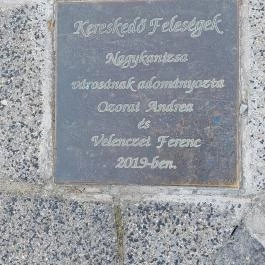 Kereskedő Feleségek
Nagykanizsa
városának adományozta
Ozorai Andrea
és
Velenczei Ferenc
2019-ben.